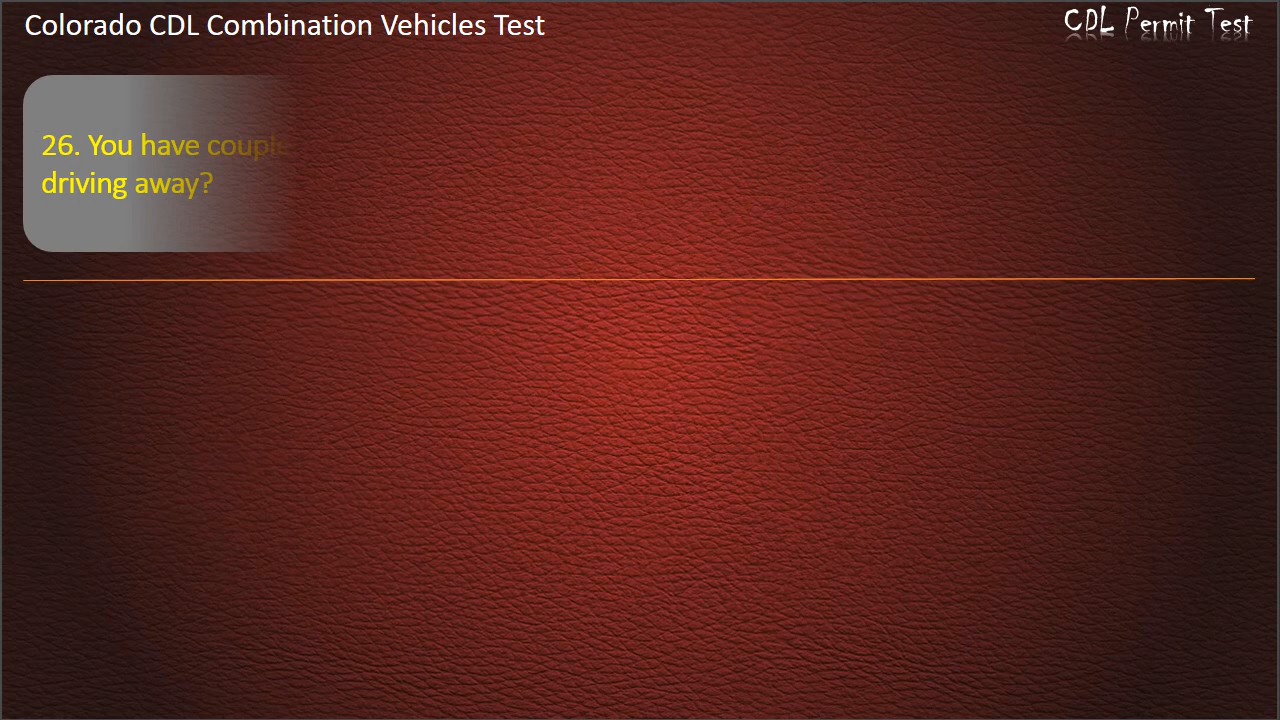 Colorado CDL Combination Vehicles Test
CDL Permit Test
26. You have
driving away?